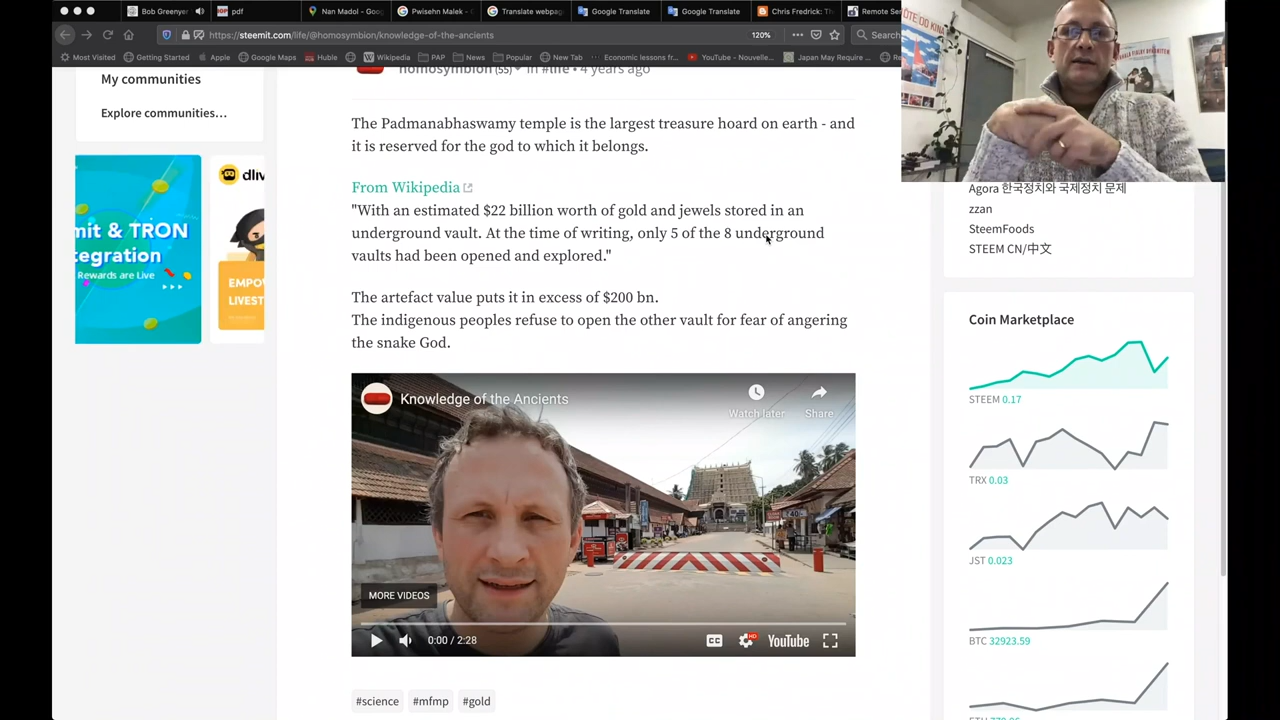 Bob Greenyer
pdf
Nan Madol - Goo
Pwisehn Malek -
Translate webpag
Google Translate
Google Translate
Chris Fredrick: Th
Remote Se
https://steemit.com/life/@homosymbion/knowledge-of-the-ancients
120%
Search
Most Visited
Getting Started
Apple
Google Maps
Huble
Wikipedia
PAP
News
Popular
New Tab
Economic lessons fr...
YouTube - Nouvelle...
Japan May Require ...
My communities
Explore communities...
mit & TRON
tegration
Rewards are Live
dliv
EMPO
LIVEST
homosymbion (55) • in #life • 4 years ago
The Padmanabhaswamy temple is the largest treasure hoard on earth - and
it is reserved for the god to which it belongs.
From Wikipedia
"With an estimated $22 billion worth of gold and jewels stored in an
underground vault. At the time of writing, only 5 of the 8 underground
vaults had been opened and explored."
The artefact value puts it in excess of $200 bn.
The indigenous peoples refuse to open the other vault for fear of angering
the snake God.
Knowledge of the Ancients
Watch later
Share
MORE VIDEOS
0:00 / 2:28
CC
HD
YouTube
#science
#mfmp
#gold
Agora 한국정치와 국제정치 문제
zzan
SteemFoods
STEEM CN/中文
Coin Marketplace
STEEM 0.17
TRX 0.03
JST 0.023
BTC 32923.59